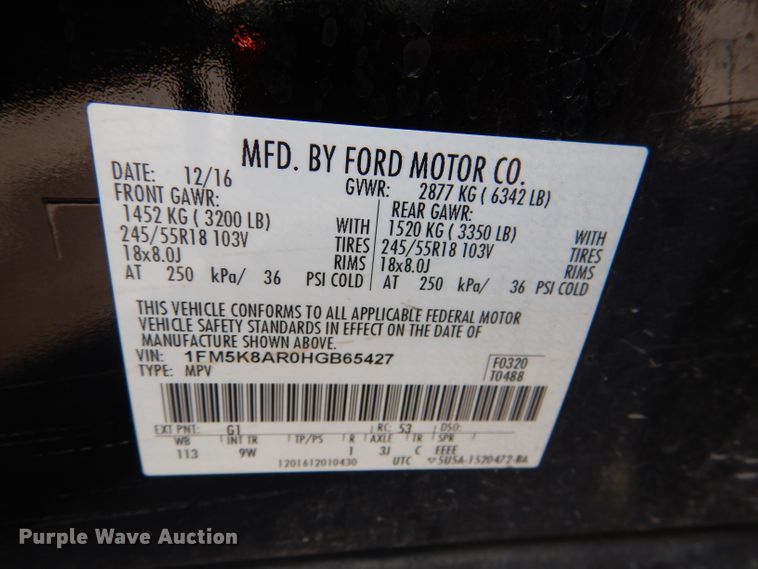 MFD. BY FORD MOTOR CO.
DATE: 12/16 GVWR: 2877 KG ( 6342 LB)
FRONT GAWR: REAR GAWR:
1452 KG ( 3200 LB) WITH 1520 KG ( 3350 LB) WITH
245/55R18 103V TIRES 245/55R18 103V TIRES
18x8.0J RIMS 18x8.0J RIMS
AT 250 kPa/ 36 PSI COLD AT 250 kPa/ 36 PSI COLD
THIS VEHICLE CONFORMS TO ALL APPLICABLE FEDERAL MOTOR
VEHICLE SAFETY STANDARDS IN EFFECT ON THE DATE OF
MANUFACTURE SHOWN ABOVE.
VIN: 1FM5K8AR0HGB65427 F0320
TYPE: MPV T0488
EXT PNT: G1 RC: 53 DSO:
WB INT TR TP/PS R AXLE TR SPR
113 9W I 3J C EEEE
1201612010430 UTC 5USA-1520472-BA
Purple Wave Auction